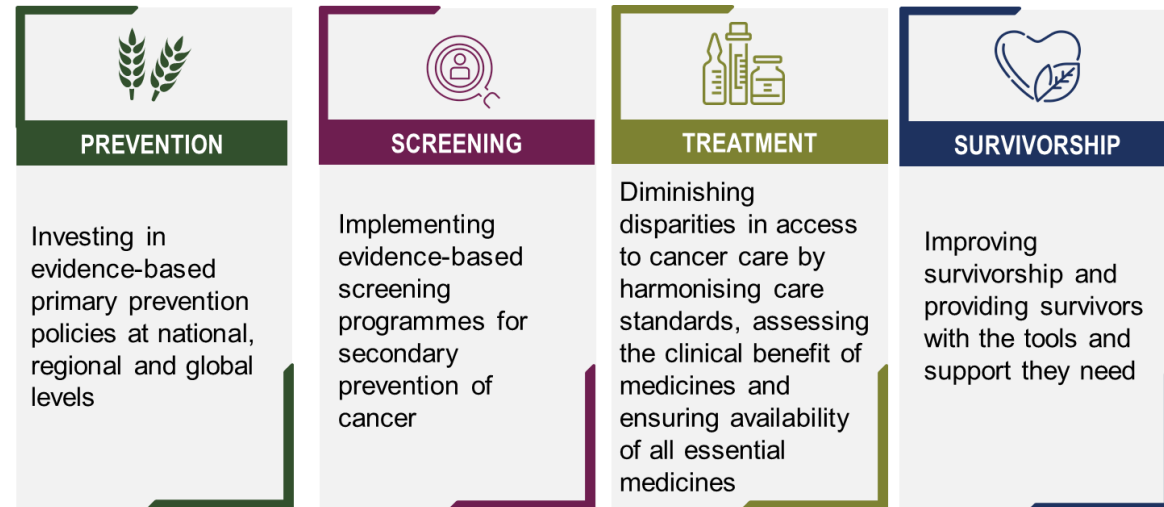 PREVENTION
Investing in
evidence-based
primary prevention
policies at national,
regional and global
levels
SCREENING
Implementing
evidence-based
screening
programmes for
secondary
prevention of
cancer
TREATMENT
Diminishing
disparities in access
to cancer care by
harmonising care
standards, assessing
the clinical benefit of
medicines and
ensuring availability
of all essential
medicines
SURVIVORSHIP
Improving
survivorship and
providing survivors
with the tools and
support they need